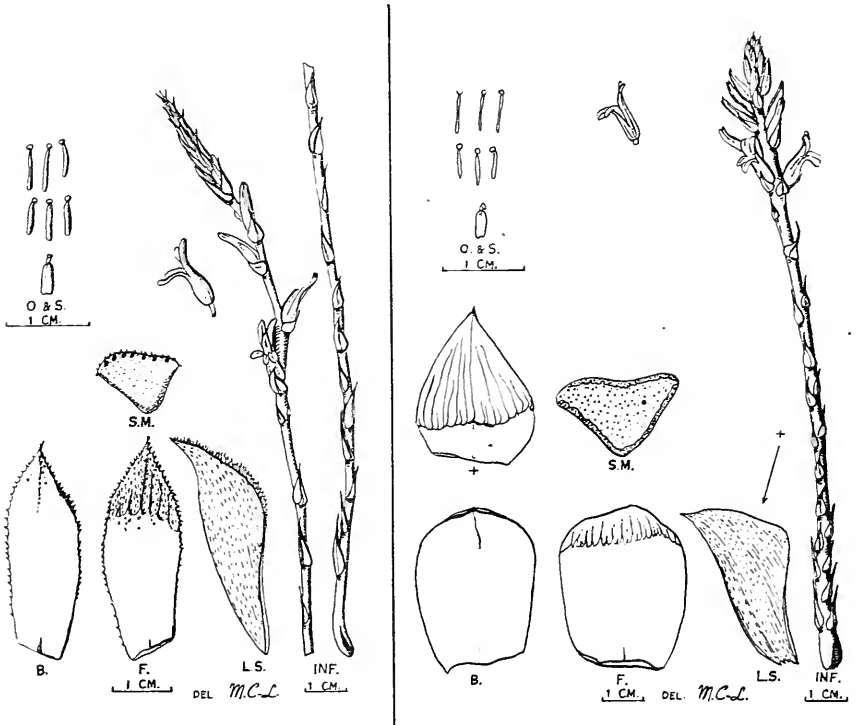 O & S.
1 CM.
S.M.
B.
F.
1 CM.
L.S.
INF.
1 CM.
DEL M.C-L.
O. & S.
1 CM.
+
S.M.
+
B.
F.
1 CM.
L.S.
INF.
1 CM.
DEL. M.C-L.